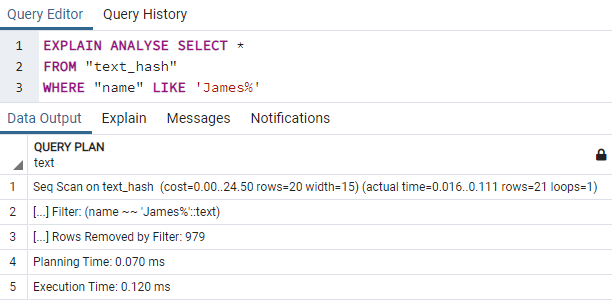 Query Editor Query History
1 EXPLAIN ANALYSE SELECT *
2 FROM "text_hash"
3 WHERE "name" LIKE 'James%'
Data Output Explain Messages Notifications
QUERY PLAN
text
1 Seq Scan on text_hash (cost=0.00..24.50 rows=20 width=15) (actual time=0.016..0.111 rows=21 loops=1)
2 [...] Filter: (name ~~ 'James%'::text)
3 [...] Rows Removed by Filter: 979
4 Planning Time: 0.070 ms
5 Execution Time: 0.120 ms